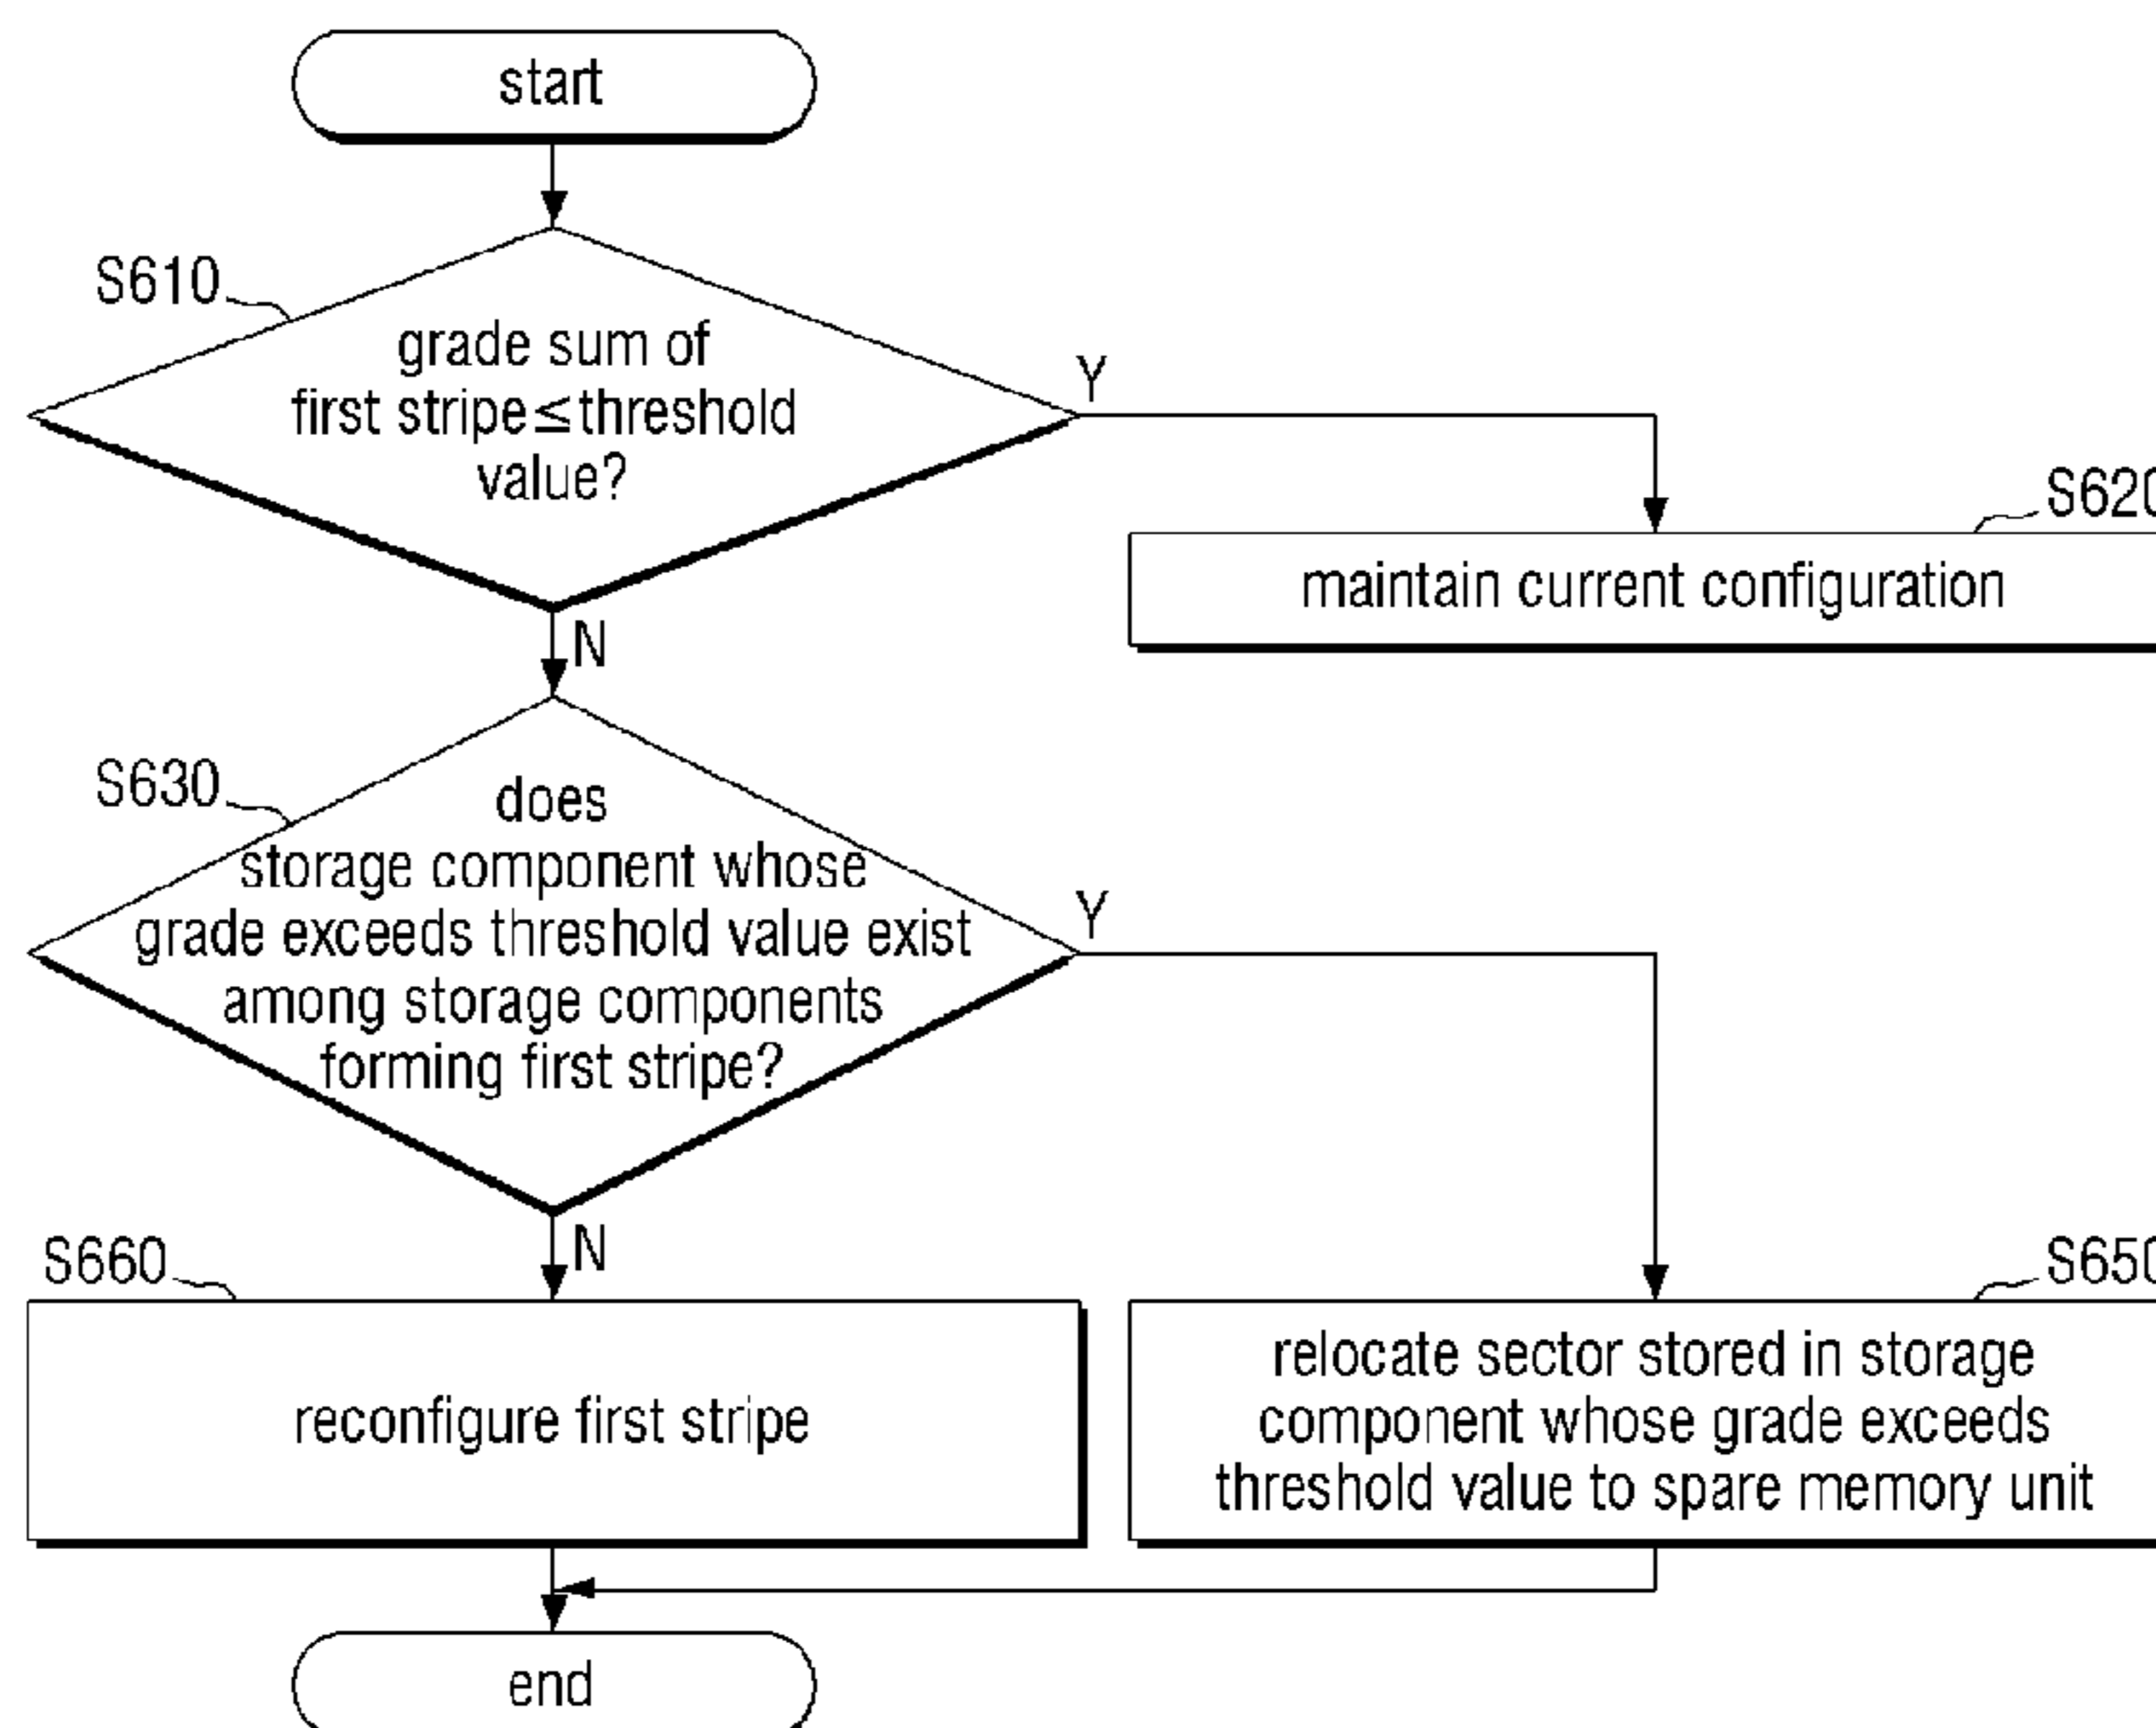 start
S610
grade sum of
first stripe≤threshold
value?
Y
S620
maintain current configuration
N
S630
does
storage component whose
grade exceeds threshold value exist
among storage components
forming first stripe?
Y
N
S660
reconfigure first stripe
S650
relocate sector stored in storage
component whose grade exceeds
threshold value to spare memory unit
end